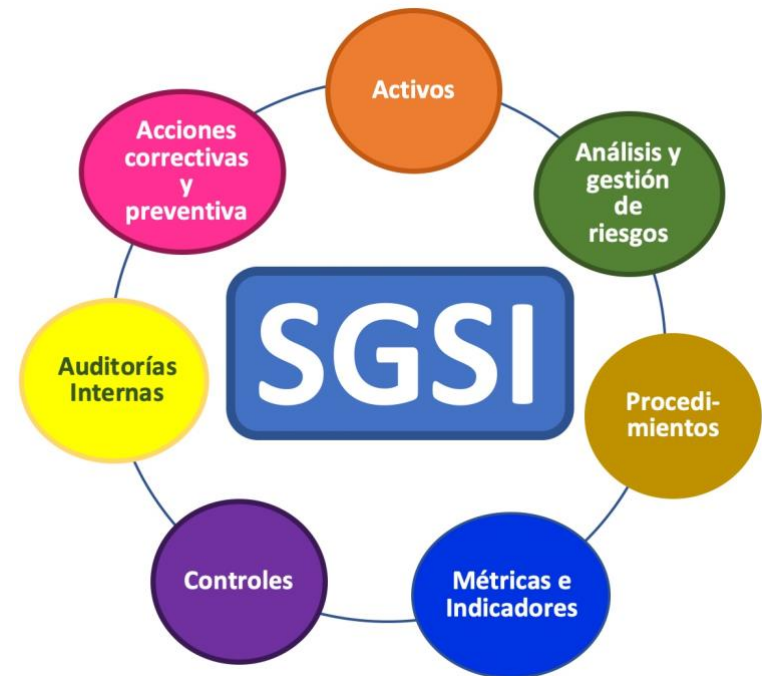 Activos
Análisis y
gestión
de
riesgos
Procedi-
mientos
Métricas e
Indicadores
Controles
Auditorías
Internas
Acciones
correctivas
y
preventiva
SGSI